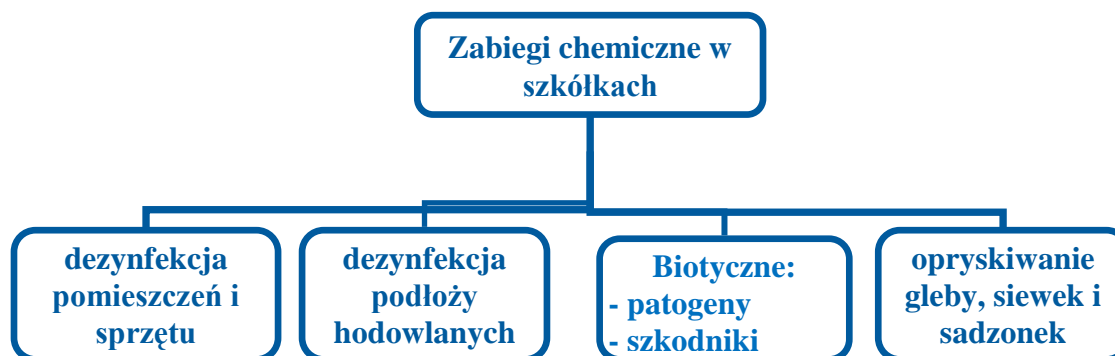 Zabiegi chemiczne w
szkółkach
dezynfekcja
pomieszczeń i
sprzętu
dezynfekcja
podłoży
hodowlanych
Biotyczne:
- patogeny
- szkodniki
opryskiwanie
gleby, siewek i
sadzonek